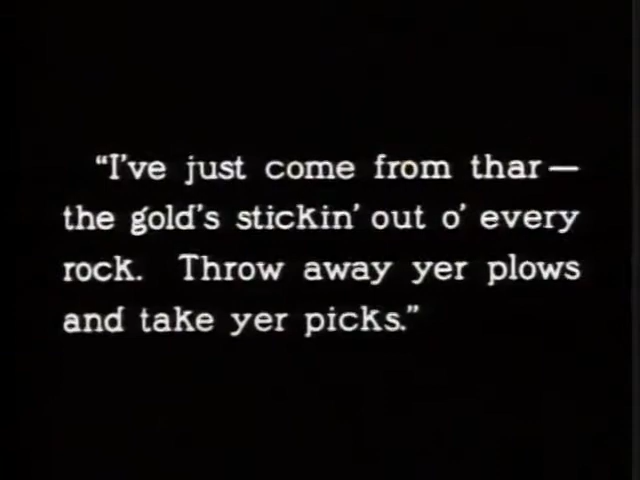 “I've just come from thar—
the gold's stickin' out o' every
rock. Throw away yer plows
and take yer picks.”